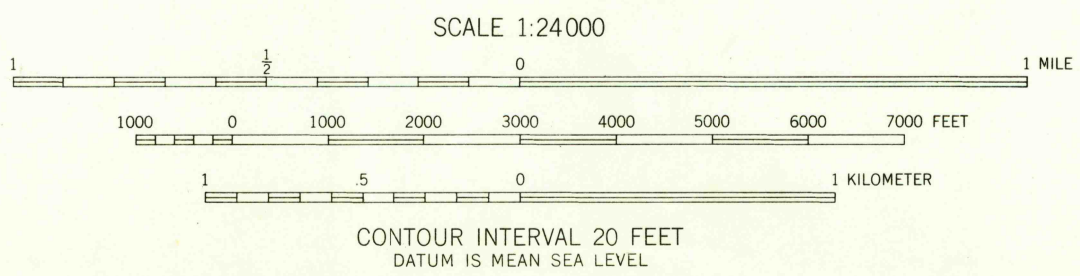 SCALE 1:24000
1 1/2 0 1 MILE
1000 0 1000 2000 3000 4000 5000 6000 7000 FEET
1 .5 0 1 KILOMETER
CONTOUR INTERVAL 20 FEET
DATUM IS MEAN SEA LEVEL